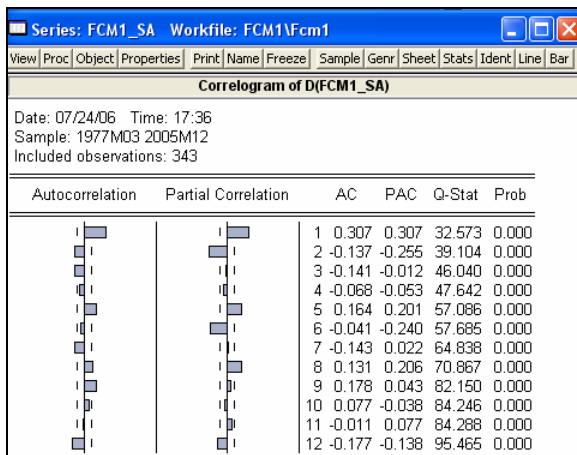 Series: FCM1_SA Workfile: FCM1\Fcm1
View Proc Object Properties Print Name Freeze Sample Genr Sheet Stats Ident Line Bar
Correlogram of D(FCM1_SA)
Date: 07/24/06 Time: 17:36
Sample: 1977M03 2005M12
Included observations: 343
Autocorrelation Partial Correlation AC PAC Q-Stat Prob
1 0.307 0.307 32.573 0.000
2 -0.137 -0.255 39.104 0.000
3 -0.141 -0.012 46.040 0.000
4 -0.068 -0.053 47.642 0.000
5 0.164 0.201 57.086 0.000
6 -0.041 -0.240 57.685 0.000
7 -0.143 0.022 64.838 0.000
8 0.131 0.206 70.867 0.000
9 0.178 0.043 82.150 0.000
10 0.077 -0.038 84.246 0.000
11 -0.011 0.077 84.288 0.000
12 -0.177 -0.138 95.465 0.000